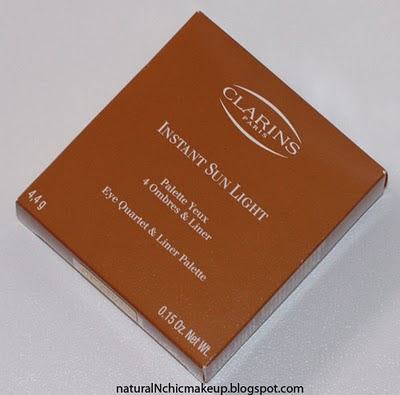 CLARINS
PARIS
INSTANT SUN LIGHT
Palette Yeux
4 Ombres & Liner
Eye Quartet & Liner Palette
4,4g
0.15 Oz. Net Wt.
naturalNchicmakeup.blogspot.com